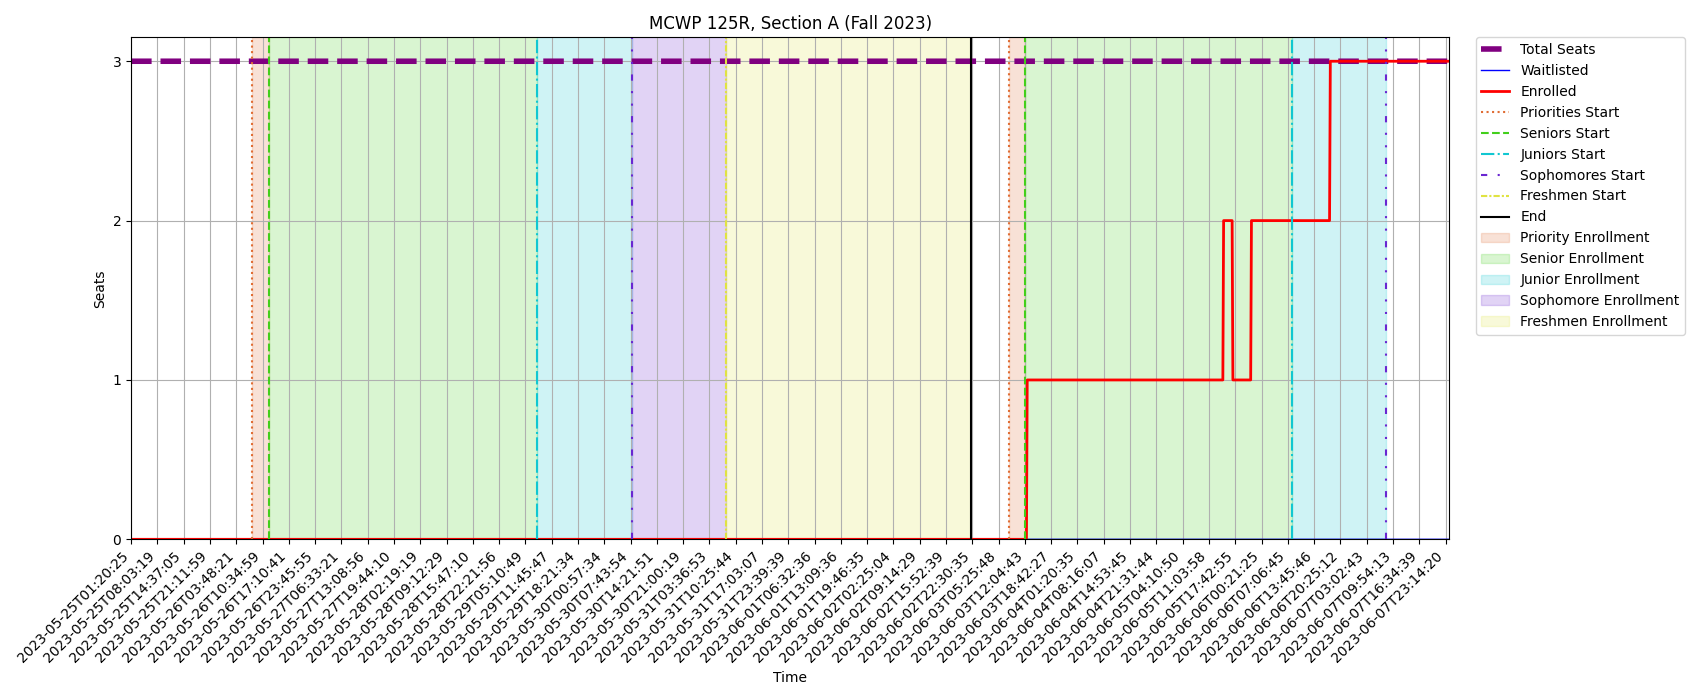 MCWP 125R, Section A (Fall 2023)
Seats
3
2
1
0
2023-05-25T01:20:25
2023-05-25T08:03:19
2023-05-25T14:37:05
2023-05-25T21:11:59
2023-05-26T03:48:21
2023-05-26T10:34:59
2023-05-26T17:10:41
2023-05-26T23:45:55
2023-05-27T06:33:21
2023-05-27T13:08:56
2023-05-27T19:44:10
2023-05-28T02:19:19
2023-05-28T09:12:29
2023-05-28T15:47:10
2023-05-28T22:21:56
2023-05-29T05:10:49
2023-05-29T11:45:47
2023-05-29T18:21:34
2023-05-30T00:57:34
2023-05-30T07:43:54
2023-05-30T14:21:51
2023-05-30T21:00:19
2023-05-31T03:36:53
2023-05-31T10:25:44
2023-05-31T17:03:07
2023-05-31T23:39:39
2023-06-01T06:32:36
2023-06-01T13:09:36
2023-06-01T19:46:35
2023-06-02T02:25:04
2023-06-02T09:14:29
2023-06-02T15:52:39
2023-06-02T22:30:35
2023-06-03T05:25:48
2023-06-03T12:04:43
2023-06-03T18:42:27
2023-06-04T01:20:35
2023-06-04T08:16:07
2023-06-04T14:53:45
2023-06-04T21:31:44
2023-06-05T04:10:50
2023-06-05T11:03:58
2023-06-05T17:42:55
2023-06-06T00:21:25
2023-06-06T07:06:45
2023-06-06T13:45:46
2023-06-06T20:25:12
2023-06-07T03:02:43
2023-06-07T09:54:13
2023-06-07T16:34:39
2023-06-07T23:14:20
Time
Total Seats
Waitlisted
Enrolled
Priorities Start
Seniors Start
Juniors Start
Sophomores Start
Freshmen Start
End
Priority Enrollment
Senior Enrollment
Junior Enrollment
Sophomore Enrollment
Freshmen Enrollment